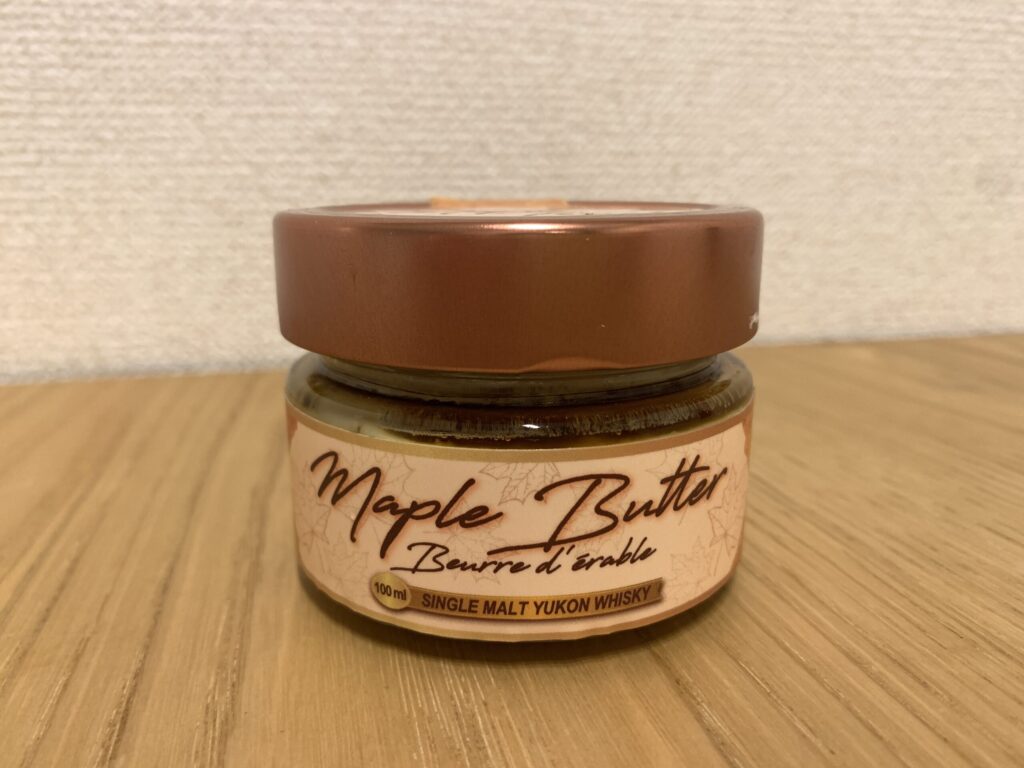 Maple Butter
Beurre d'érable
100 ml SINGLE MALT YUKON WHISKY